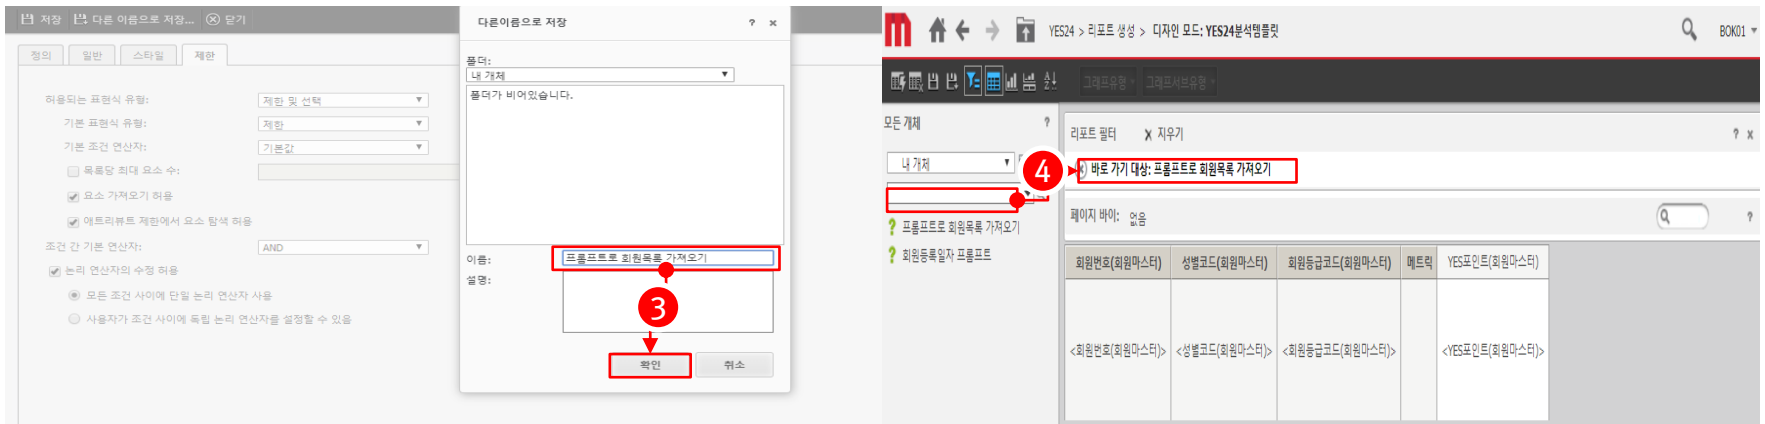 저장 다른 이름으로 저장... 닫기
정의 일반 스타일 제한
허용되는 표현식 유형: 제한 및 선택
기본 표현식 유형: 제한
기본 조건 연산자: 기본값
목록당 최대 요소 수:
요소 가져오기 허용
애트리뷰트 제한에서 요소 탐색 허용
조건 간 기본 연산자: AND
논리 연산자의 수정 허용
모든 조건 사이에 단일 논리 연산자 사용
사용자가 조건 사이에 독립 논리 연산자를 설정할 수 있음
다른이름으로 저장 ? x
폴더:
내 개체
폴더가 비어있습니다.
이름: 프롬프트로 회원목록 가져오기
설명:
3
확인 취소
YES24 > 리포트 생성 > 디자인 모드: YES24분석템플릿 BOK01
그래프유형 그래프서브유형
모든 개체 ?
내 개체
4
? 프롬프트로 회원목록 가져오기
? 회원등록일자 프롬프트
리포트 필터 X 지우기 ? x
바로 가기 대상: 프롬프트로 회원목록 가져오기
페이지 바이: 없음 ?
회원번호(회원마스터) 성별코드(회원마스터) 회원등급코드(회원마스터) 메트릭 YES포인트(회원마스터)
<회원번호(회원마스터)> <성별코드(회원마스터)> <회원등급코드(회원마스터)> <YES포인트(회원마스터)>